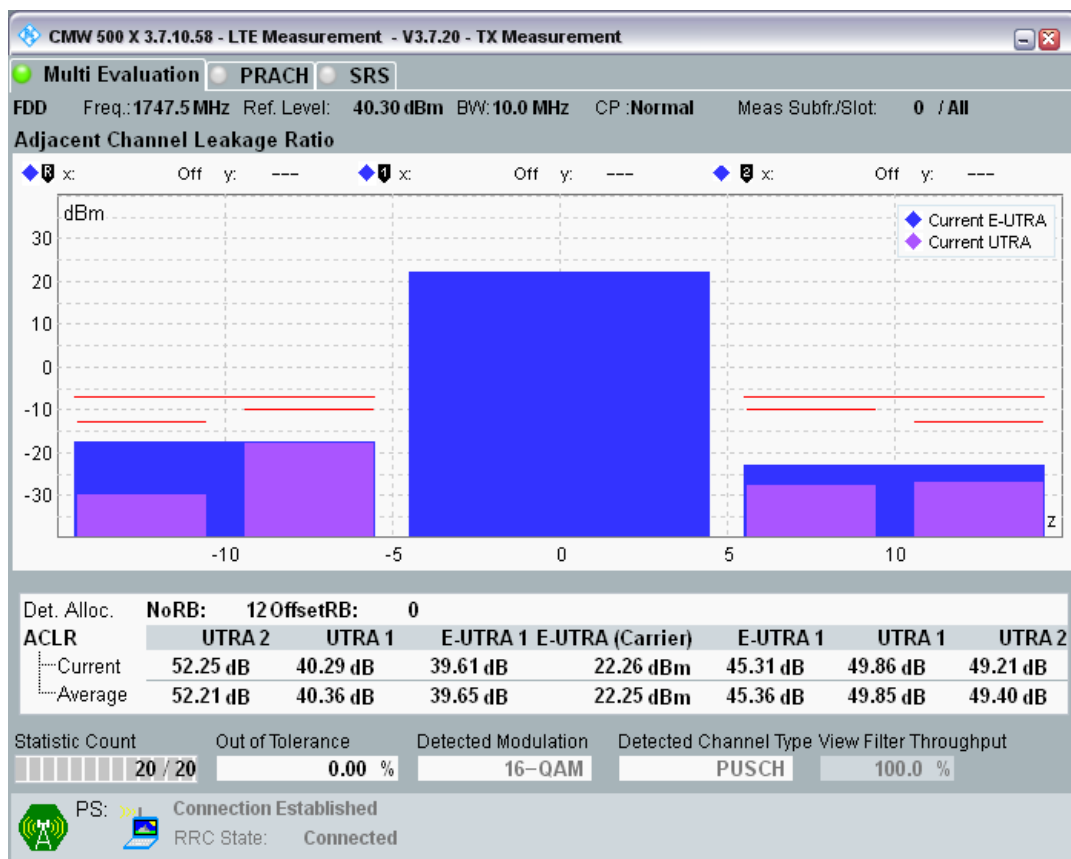 CMW 500 X 3.7.10.58 - LTE Measurement - V3.7.20 - TX Measurement
Multi Evaluation PRACH SRS
FDD Freq.: 1747.5 MHz Ref. Level: 40.30 dBm BW: 10.0 MHz CP : Normal Meas Subfr./Slot: 0 / All
Adjacent Channel Leakage Ratio
R x: Off y: --- 1 x: Off y: --- 2 x: Off y: ---
dBm
Current E-UTRA
Current UTRA
30
20
10
0
-10
-20
-30
z
-10 -5 0 5 10
Det. Alloc. NoRB: 12 OffsetRB: 0
ACLR UTRA 2 UTRA 1 E-UTRA 1 E-UTRA (Carrier) E-UTRA 1 UTRA 1 UTRA 2
Current 52.25 dB 40.29 dB 39.61 dB 22.26 dBm 45.31 dB 49.86 dB 49.21 dB
Average 52.21 dB 40.36 dB 39.65 dB 22.25 dBm 45.36 dB 49.85 dB 49.40 dB
Statistic Count Out of Tolerance Detected Modulation Detected Channel Type View Filter Throughput
20 / 20 0.00 % 16-QAM PUSCH 100.0 %
PS: Connection Established
RRC State: Connected